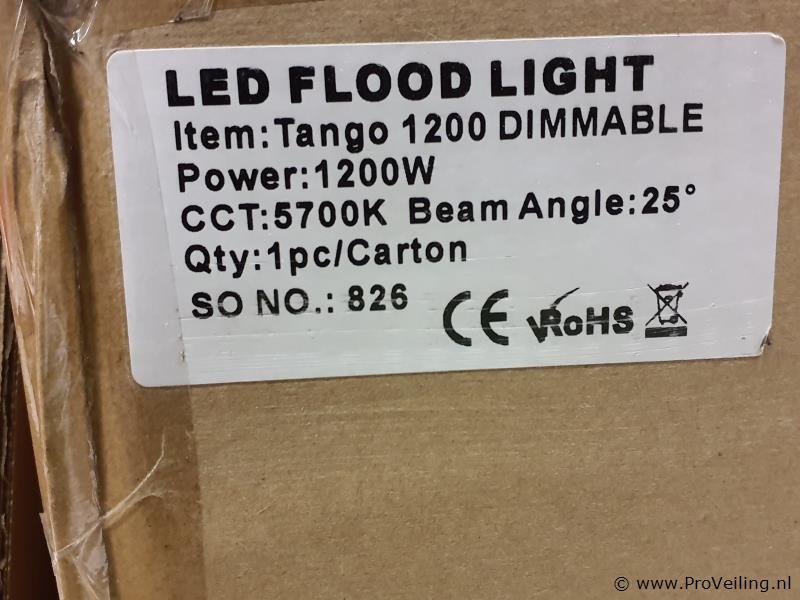 LED FLOOD LIGHT
Item:Tango 1200 DIMMABLE
Power:1200W
CCT:5700K Beam Angle:25°
Qty:1pc/Carton
SO NO.: 826
CE RoHS
© www.ProVeiling.nl